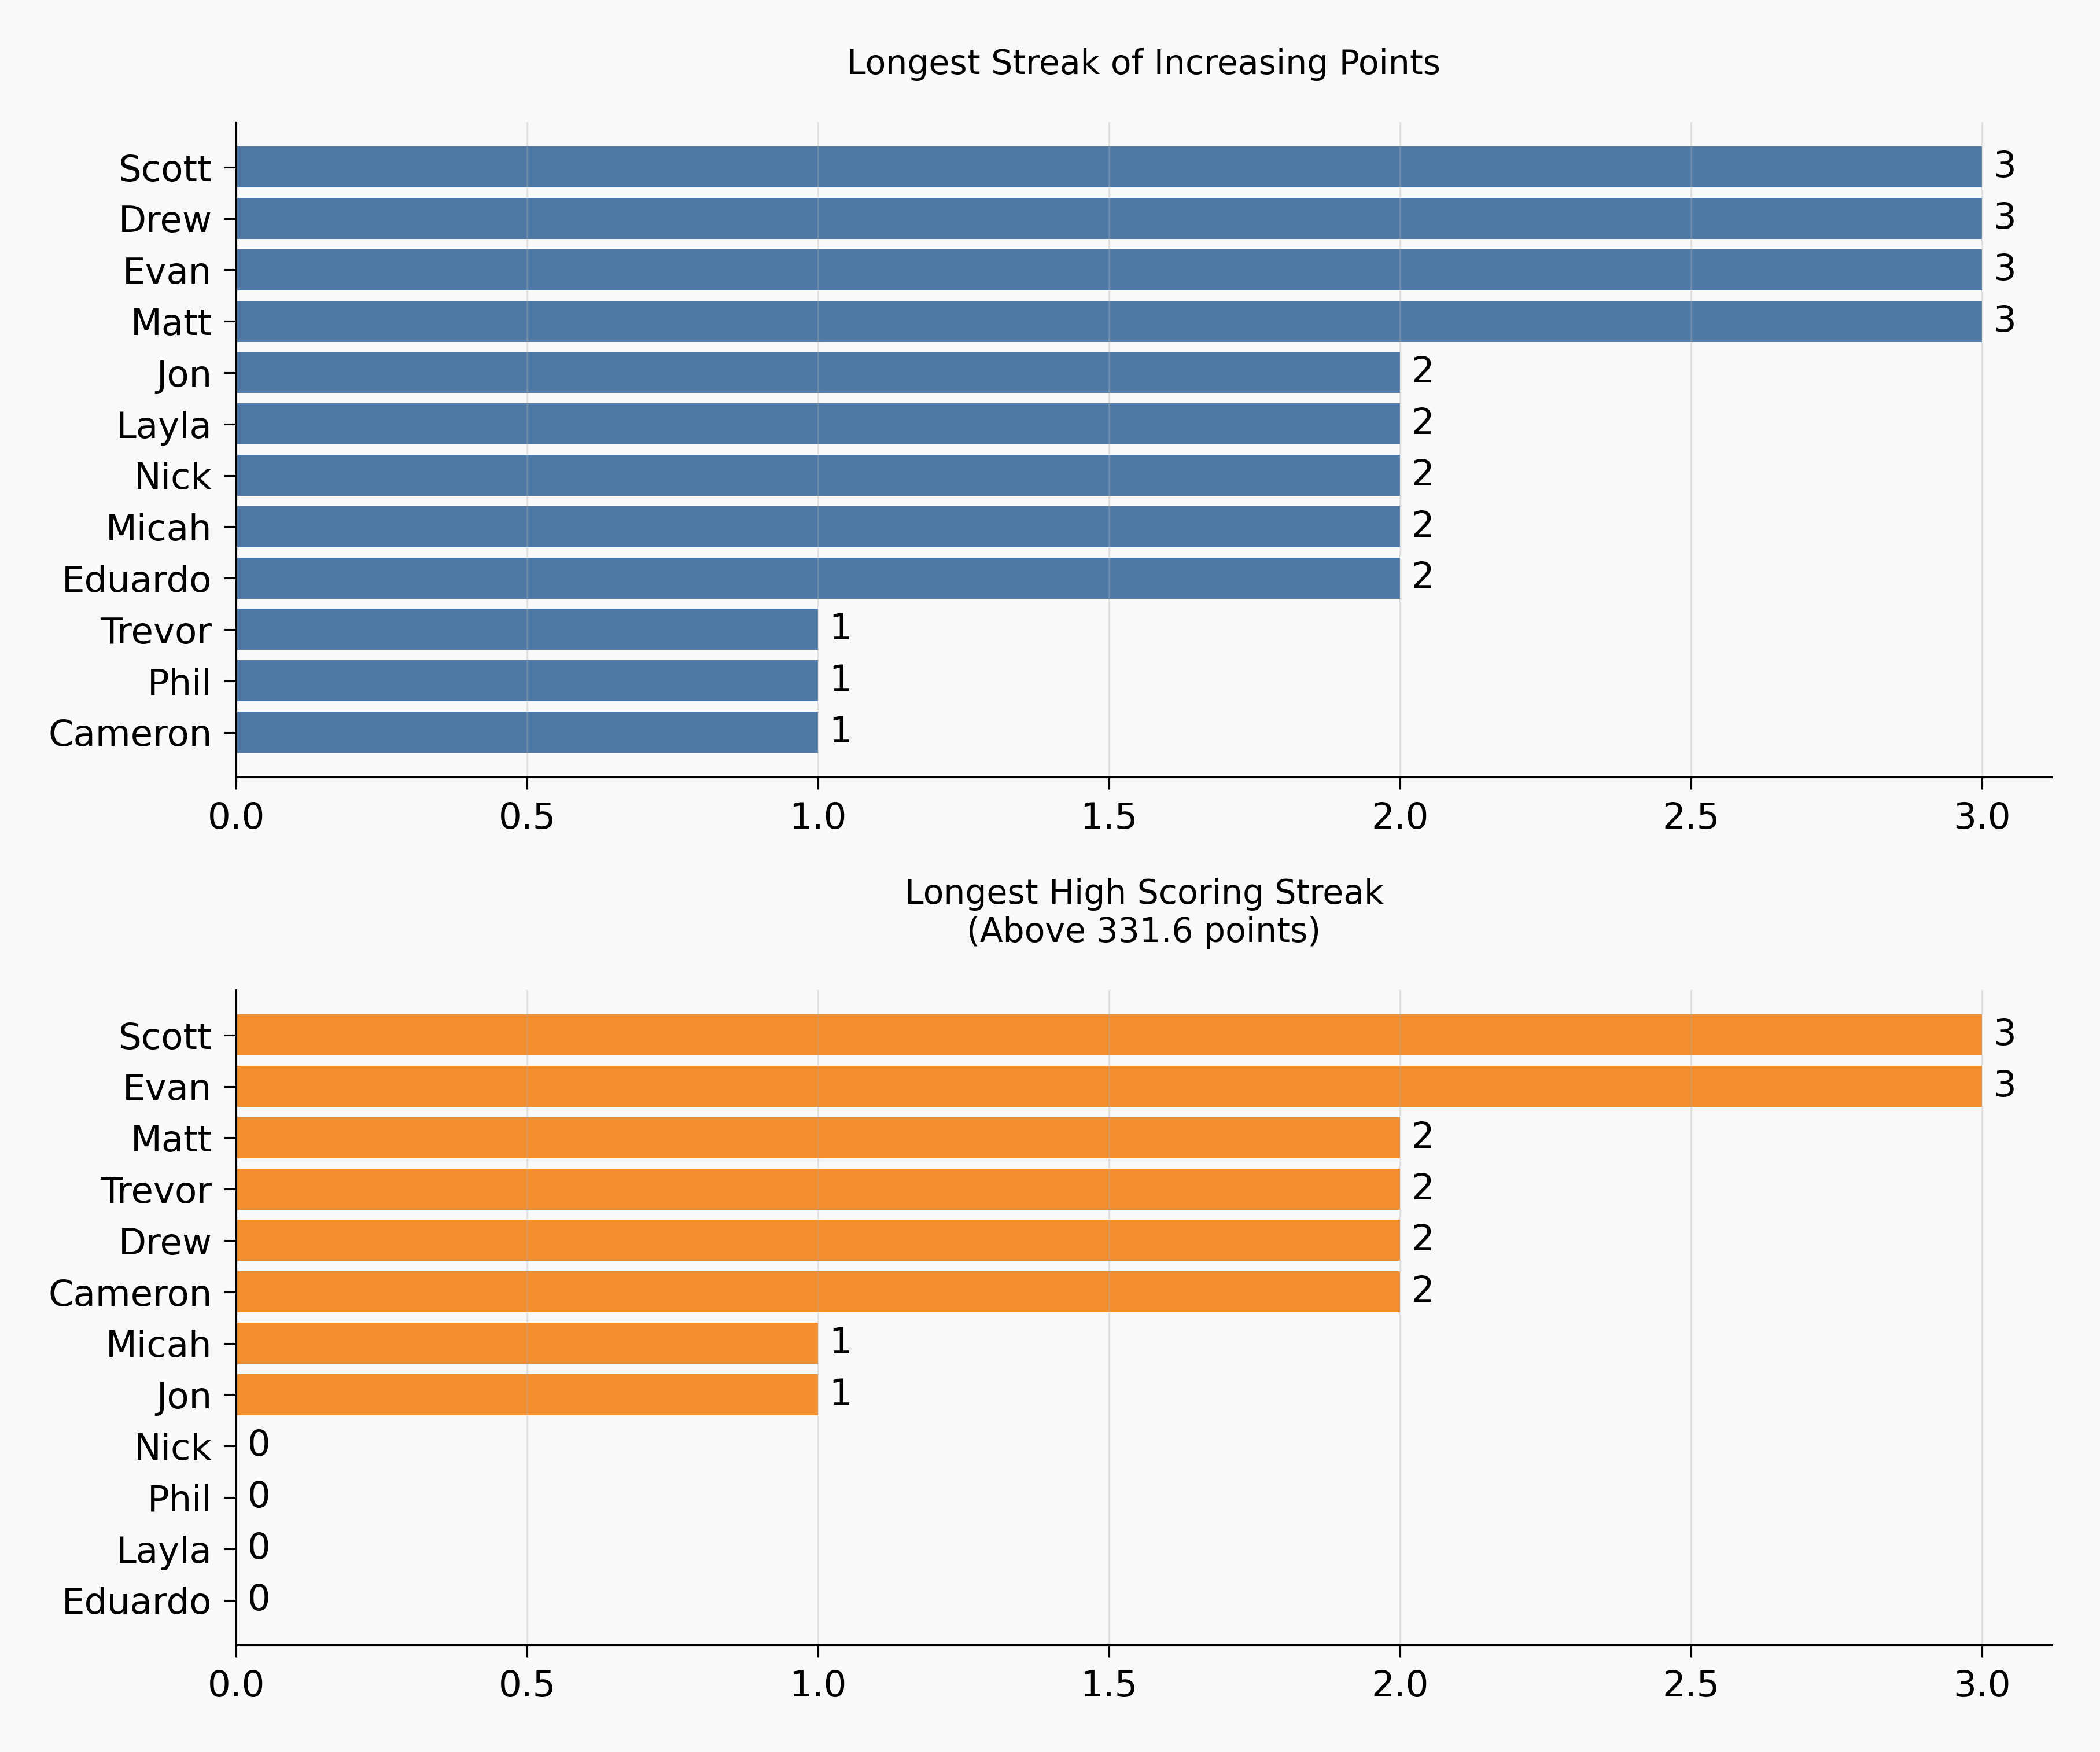 Longest Streak of Increasing Points
Scott 3
Drew 3
Evan 3
Matt 3
Jon 2
Layla 2
Nick 2
Micah 2
Eduardo 2
Trevor 1
Phil 1
Cameron 1
0.0 0.5 1.0 1.5 2.0 2.5 3.0
Longest High Scoring Streak
(Above 331.6 points)
Scott 3
Evan 3
Matt 2
Trevor 2
Drew 2
Cameron 2
Micah 1
Jon 1
Nick 0
Phil 0
Layla 0
Eduardo 0
0.0 0.5 1.0 1.5 2.0 2.5 3.0